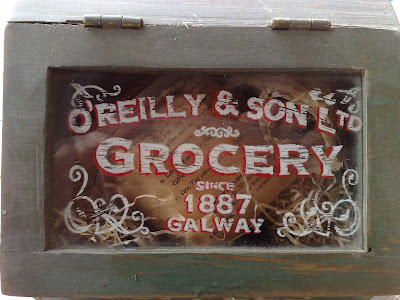 O'REILLY & SON LTD
GROCERY
SINCE
1887
GALWAY